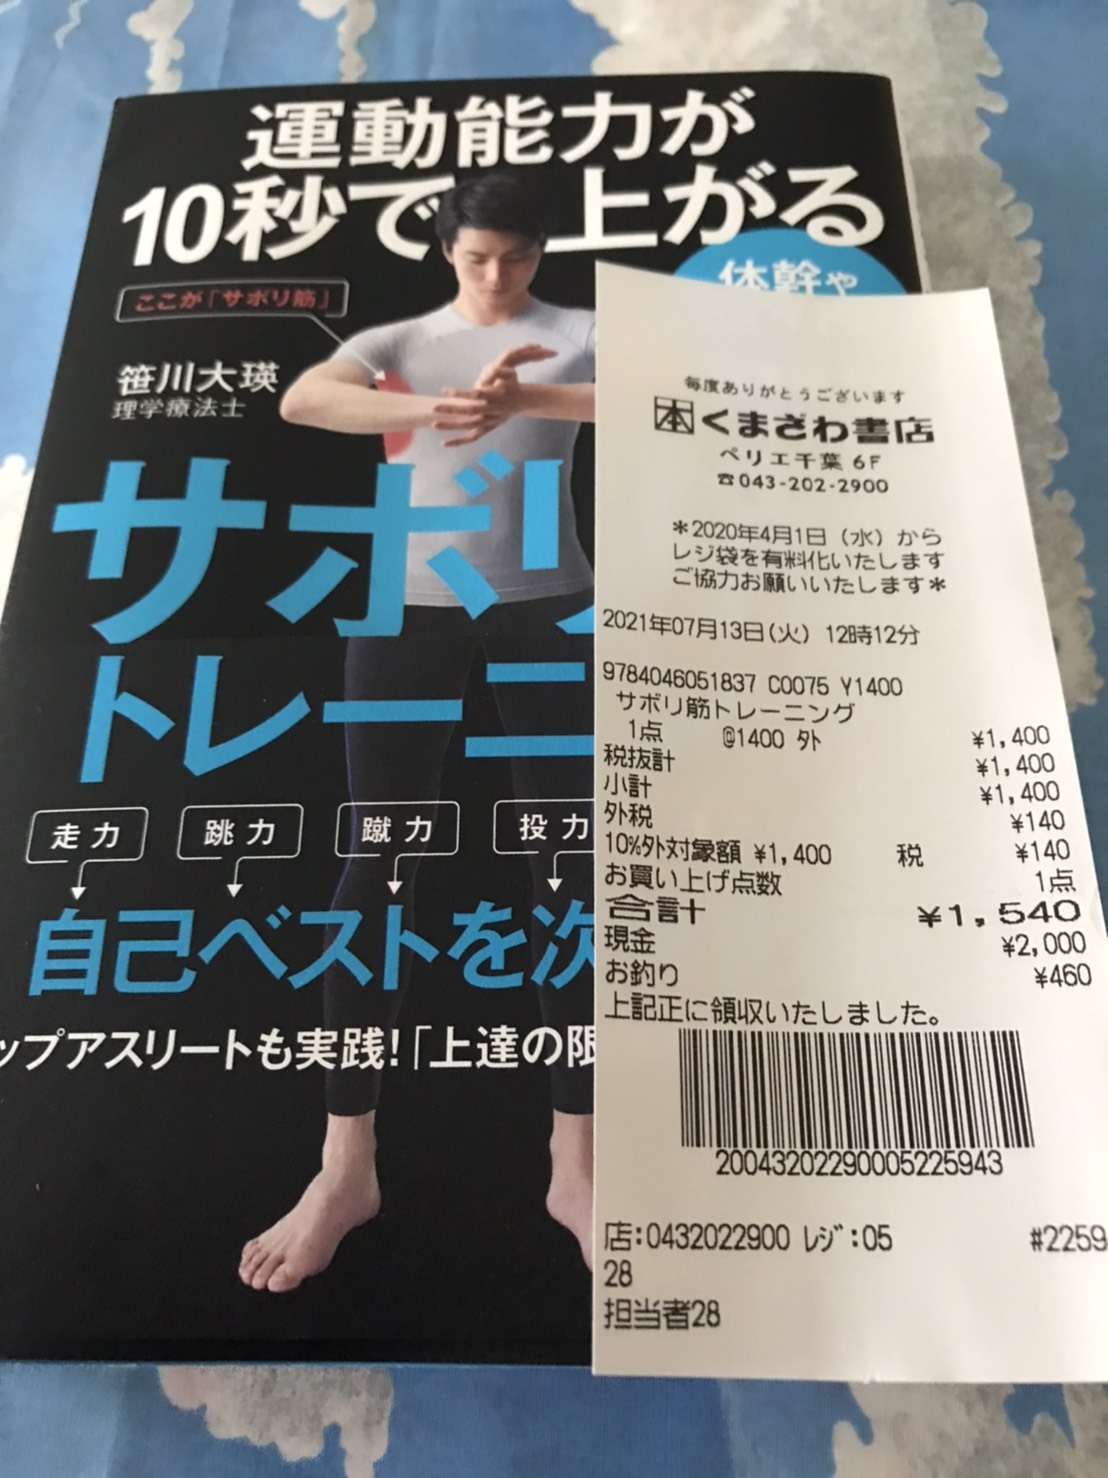 運動能力が
10秒で上がる
体幹や
ここが「サボリ筋」
笹川大瑛
理学療法士
サボリ
トレーニ
走力
跳力
蹴力
投力
自己ベストを次
ップアスリートも実践!「上達の限
毎度ありがとうございます
本 くまざわ書店
ペリエ千葉 6F
☎043-202-2900
*2020年4月1日(水)から
レジ袋を有料化いたします
ご協力お願いいたします*
2021年07月13日(火) 12時12分
9784046051837 C0075 Y1400
サボリ筋トレーニング
1点 @1400 外 ¥1,400
税抜計 ¥1,400
小計 ¥1,400
外税 ¥140
10%外対象額 ¥1,400 税 ¥140
お買い上げ点数 1点
合計 ¥1,540
現金 ¥2,000
お釣り ¥460
上記正に領収いたしました。
20043202290005225943
店:0432022900 レジ:05 #2259
28
担当者28